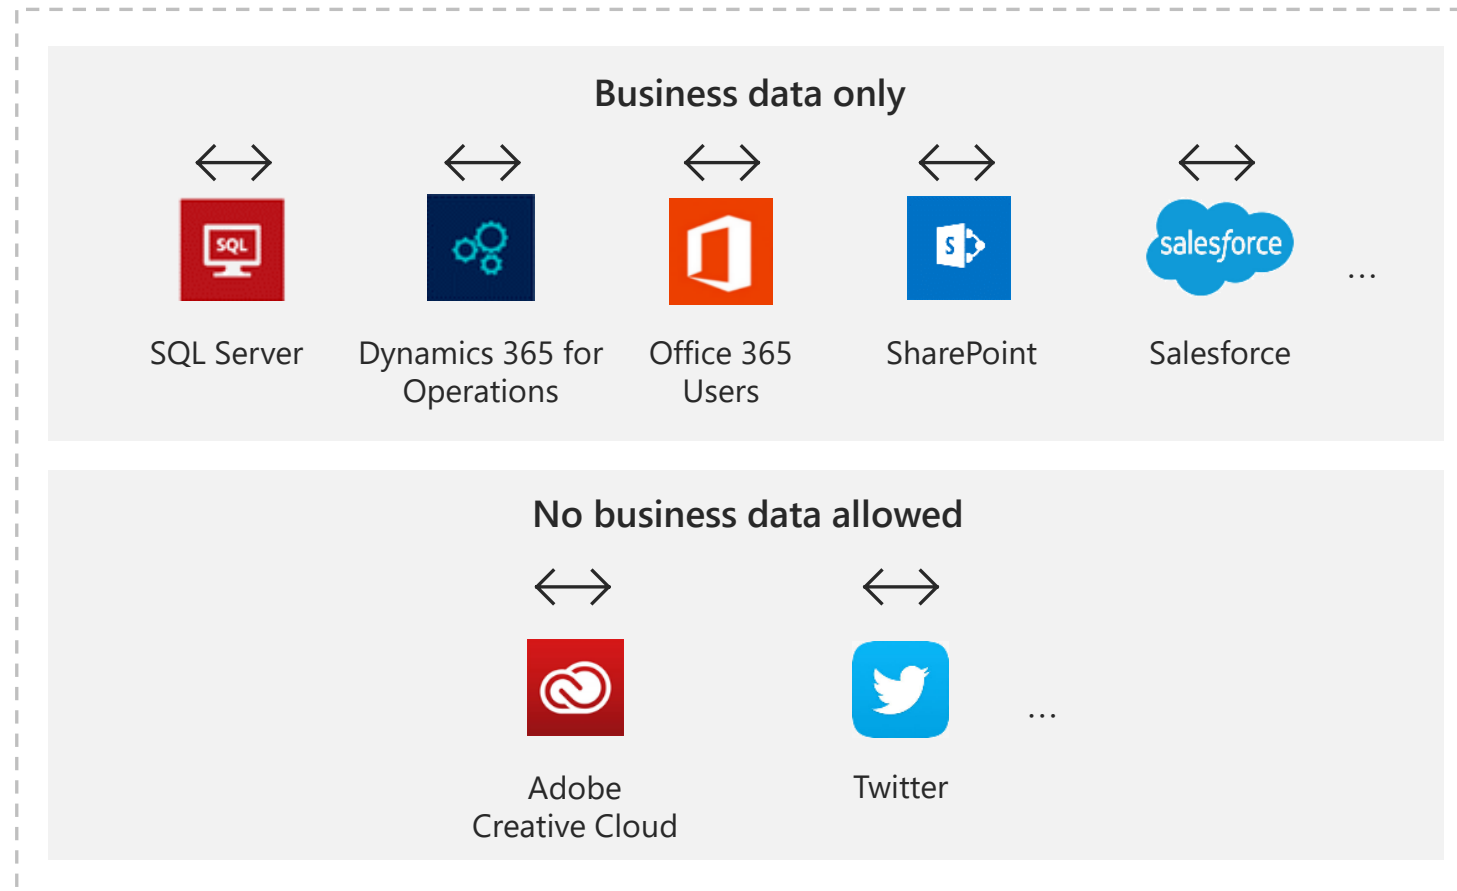 Business data only
SQL
S
salesforce
...
SQL Server
Dynamics 365 for
Operations
Office 365
Users
SharePoint
Salesforce
No business data allowed
...
Adobe
Creative Cloud
Twitter